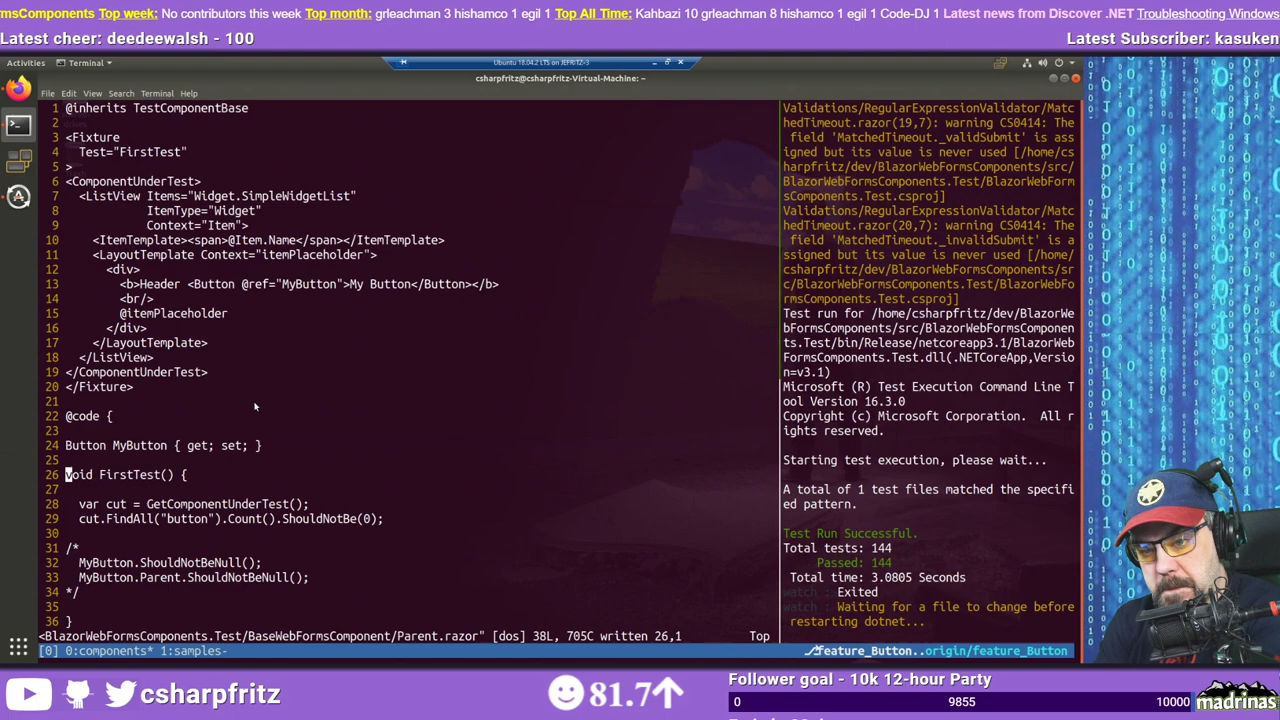 msComponents Top week: No contributors this week Top month: grleachman 3 hishamco 1 egil 1 Top All Time: Kahbazi 10 grleachman 8 hishamco 1 egil 1 Code-DJ 1 Latest news from Discover .NET Troubleshooting Windows
Latest cheer: deedeewalsh - 100
Latest Subscriber: kasuken
Activities
Terminal
Ubuntu 18.04.2 LTS on JEFRITZ-3
csharpfritz@csharpfritz-Virtual-Machine: ~
File Edit View Search Terminal Help
1 @inherits TestComponentBase
2
3 <Fixture
4 Test="FirstTest"
5 >
6 <ComponentUnderTest>
7 <ListView Items="Widget.SimpleWidgetList"
8 ItemType="Widget"
9 Context="Item">
10 <ItemTemplate><span>@Item.Name</span></ItemTemplate>
11 <LayoutTemplate Context="itemPlaceholder">
12 <div>
13 <b>Header <Button @ref="MyButton">My Button</Button></b>
14 <br/>
15 @itemPlaceholder
16 </div>
17 </LayoutTemplate>
18 </ListView>
19 </ComponentUnderTest>
20 </Fixture>
21
22 @code {
23
24 Button MyButton { get; set; }
25
26 void FirstTest() {
27
28 var cut = GetComponentUnderTest();
29 cut.FindAll("button").Count().ShouldNotBe(0);
30
31 /*
32 MyButton.ShouldNotBeNull();
33 MyButton.Parent.ShouldNotBeNull();
34 */
35
36 }
<BlazorWebFormsComponents.Test/BaseWebFormsComponent/Parent.razor" [dos] 38L, 705C written 26,1 Top
Validations/RegularExpressionValidator/Matc
hedTimeout.razor(19,7): warning CS0414: The
field 'MatchedTimeout._validSubmit' is ass
igned but its value is never used [/home/cs
harpfritz/dev/BlazorWebFormsComponents/src/
BlazorWebFormsComponents.Test/BlazorWebForm
sComponents.Test.csproj]
Validations/RegularExpressionValidator/Matc
hedTimeout.razor(20,7): warning CS0414: The
field 'MatchedTimeout._invalidSubmit' is a
ssigned but its value is never used [/home/
csharpfritz/dev/BlazorWebFormsComponents/sr
c/BlazorWebFormsComponents.Test/BlazorWebFo
rmsComponents.Test.csproj]
Test run for /home/csharpfritz/dev/BlazorWe
bFormsComponents/src/BlazorWebFormsComponen
ts.Test/bin/Release/netcoreapp3.1/BlazorWeb
FormsComponents.Test.dll(.NETCoreApp,Versio
n=v3.1)
Microsoft (R) Test Execution Command Line T
ool Version 16.3.0
Copyright (c) Microsoft Corporation. All r
ights reserved.
Starting test execution, please wait...
A total of 1 test files matched the specifi
ed pattern.
Test Run Successful.
Total tests: 144
Passed: 144
Total time: 3.0805 Seconds
watch : Exited
watch : Waiting for a file to change before
restarting dotnet...
[0] 0:components* 1:samples-
feature_Button..origin/feature_Button
csharpfritz
81.7
Follower goal - 10k 12-hour Party
0 9855 10000
madrinas